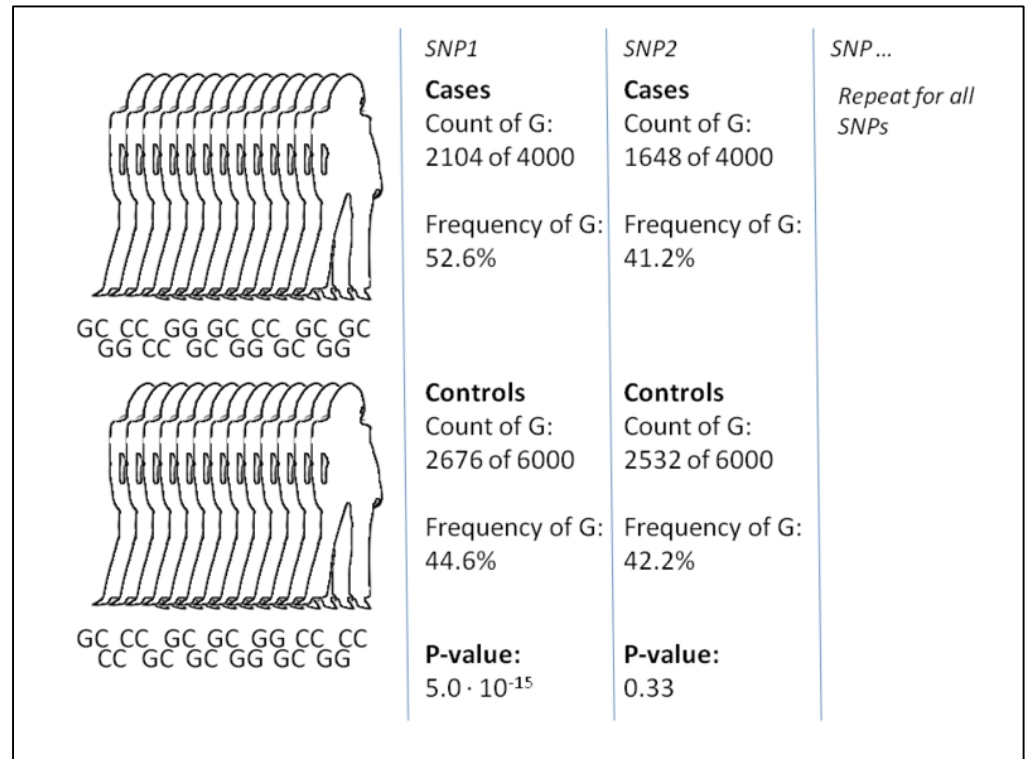 GC CC GG GC CC GC GC
GG CC GC GG GC GG
GC CC GC GC GG CC CC
CC GC GC GG GC GG
SNP1
Cases
Count of G:
2104 of 4000
Frequency of G:
52.6%
Controls
Count of G:
2676 of 6000
Frequency of G:
44.6%
P-value:
5.0 · 10⁻¹⁵
SNP2
Cases
Count of G:
1648 of 4000
Frequency of G:
41.2%
Controls
Count of G:
2532 of 6000
Frequency of G:
42.2%
P-value:
0.33
SNP ...
Repeat for all
SNPs